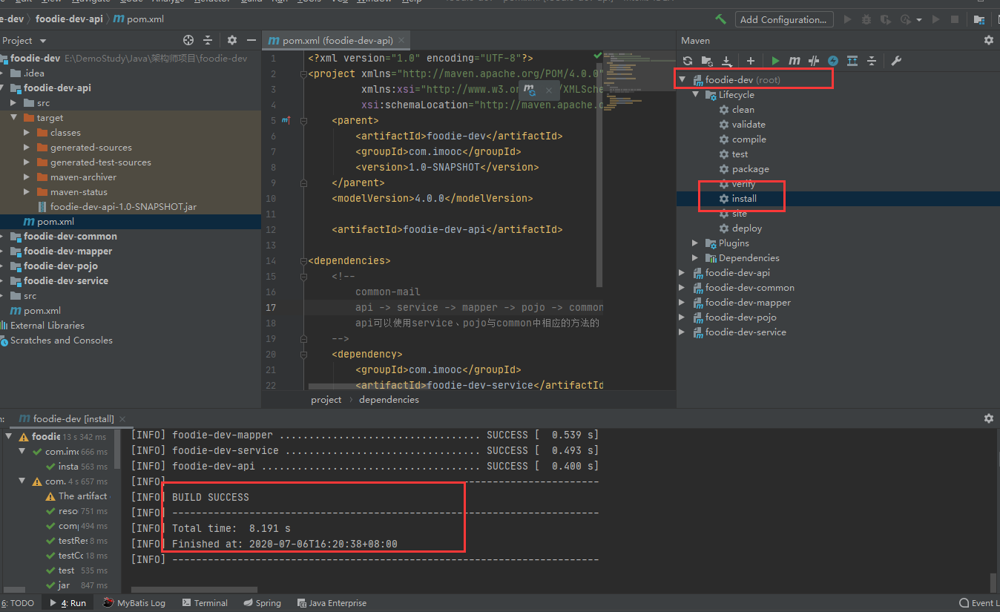 foodie-dev-api
pom.xml
Add Configuration...
Project
pom.xml (foodie-dev-api)
Maven
foodie-dev E:\DemoStudy\Java\架构师项目\foodie-dev
.idea
foodie-dev-api
src
target
classes
generated-sources
generated-test-sources
maven-archiver
maven-status
foodie-dev-api-1.0-SNAPSHOT.jar
pom.xml
foodie-dev-common
foodie-dev-mapper
foodie-dev-pojo
foodie-dev-service
src
pom.xml
External Libraries
Scratches and Consoles
1 <?xml version="1.0" encoding="UTF-8"?>
2 <project xmlns="http://maven.apache.org/POM/4.0.0"
3 xmlns:xsi="http://www.w3.or /XMLSche
4 xsi:schemaLocation="http://maven.apache.o
5 <parent>
6 <artifactId>foodie-dev</artifactId>
7 <groupId>com.imooc</groupId>
8 <version>1.0-SNAPSHOT</version>
9 </parent>
10 <modelVersion>4.0.0</modelVersion>
11
12 <artifactId>foodie-dev-api</artifactId>
13
14 <dependencies>
15 <!--
16 common-mail
17 api -> service -> mapper -> pojo -> common
18 api可以使用service、pojo与common中相应的方法的
19 -->
20 <dependency>
21 <groupId>com.imooc</groupId>
22 <artifactId>foodie-dev-service</artifactId
project
dependencies
foodie-dev (root)
Lifecycle
clean
validate
compile
test
package
verify
install
site
deploy
Plugins
Dependencies
foodie-dev-api
foodie-dev-common
foodie-dev-mapper
foodie-dev-pojo
foodie-dev-service
foodie-dev [install]
foodie 13 s 342 ms
com.imo 666 ms
insta 563 ms
com. 4 s 657 ms
The artifact
reso 751 ms
comp 494 ms
testRes 8 ms
testCo 18 ms
test 535 ms
jar 847 ms
[INFO] foodie-dev-mapper .................................. SUCCESS [ 0.539 s]
[INFO] foodie-dev-service ................................. SUCCESS [ 0.493 s]
[INFO] foodie-dev-api ..................................... SUCCESS [ 0.400 s]
[INFO] ------------------------------------------------------------------------
[INFO] BUILD SUCCESS
[INFO] ------------------------------------------------------------------------
[INFO] Total time: 8.191 s
[INFO] Finished at: 2020-07-06T16:20:38+08:00
[INFO] ------------------------------------------------------------------------
6: TODO
4: Run
MyBatis Log
Terminal
Spring
Java Enterprise
Event L